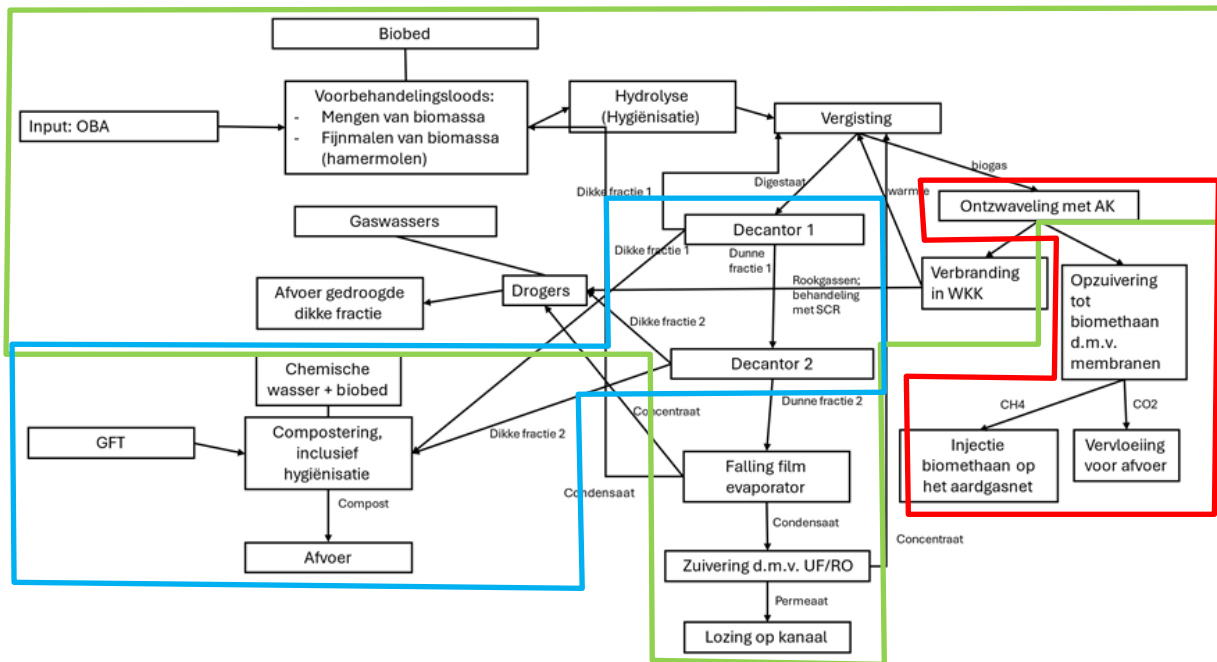 Biobed
Input: OBA
Voorbehandelingsloods:
- Mengen van biomassa
- Fijnmalen van biomassa
(hamermolen)
Hydrolyse
(Hygiënisatie)
Vergisting
biogas
Dikke fractie 1
Digestaat
warmte
Ontzwaveling met AK
Gaswassers
Decantor 1
Dikke fractie 1
Dunne
fractie 1
Afvoer gedroogde
dikke fractie
Drogers
Rookgassen;
behandeling
met SCR
Verbranding
in WKK
Opzuivering
tot
biomethaan
d.m.v.
membranen
Dikke fractie 2
Decantor 2
Chemische
wasser + biobed
Concentraat
Dunne fractie 2
CH4
CO2
GFT
Compostering,
inclusief
hygiënisatie
Dikke fractie 2
Injectie
biomethaan op
het aardgasnet
Vervloeiing
voor afvoer
Falling film
evaporator
Condensaat
Compost
Condensaat
Concentraat
Afvoer
Zuivering d.m.v. UF/RO
Permeaat
Lozing op kanaal